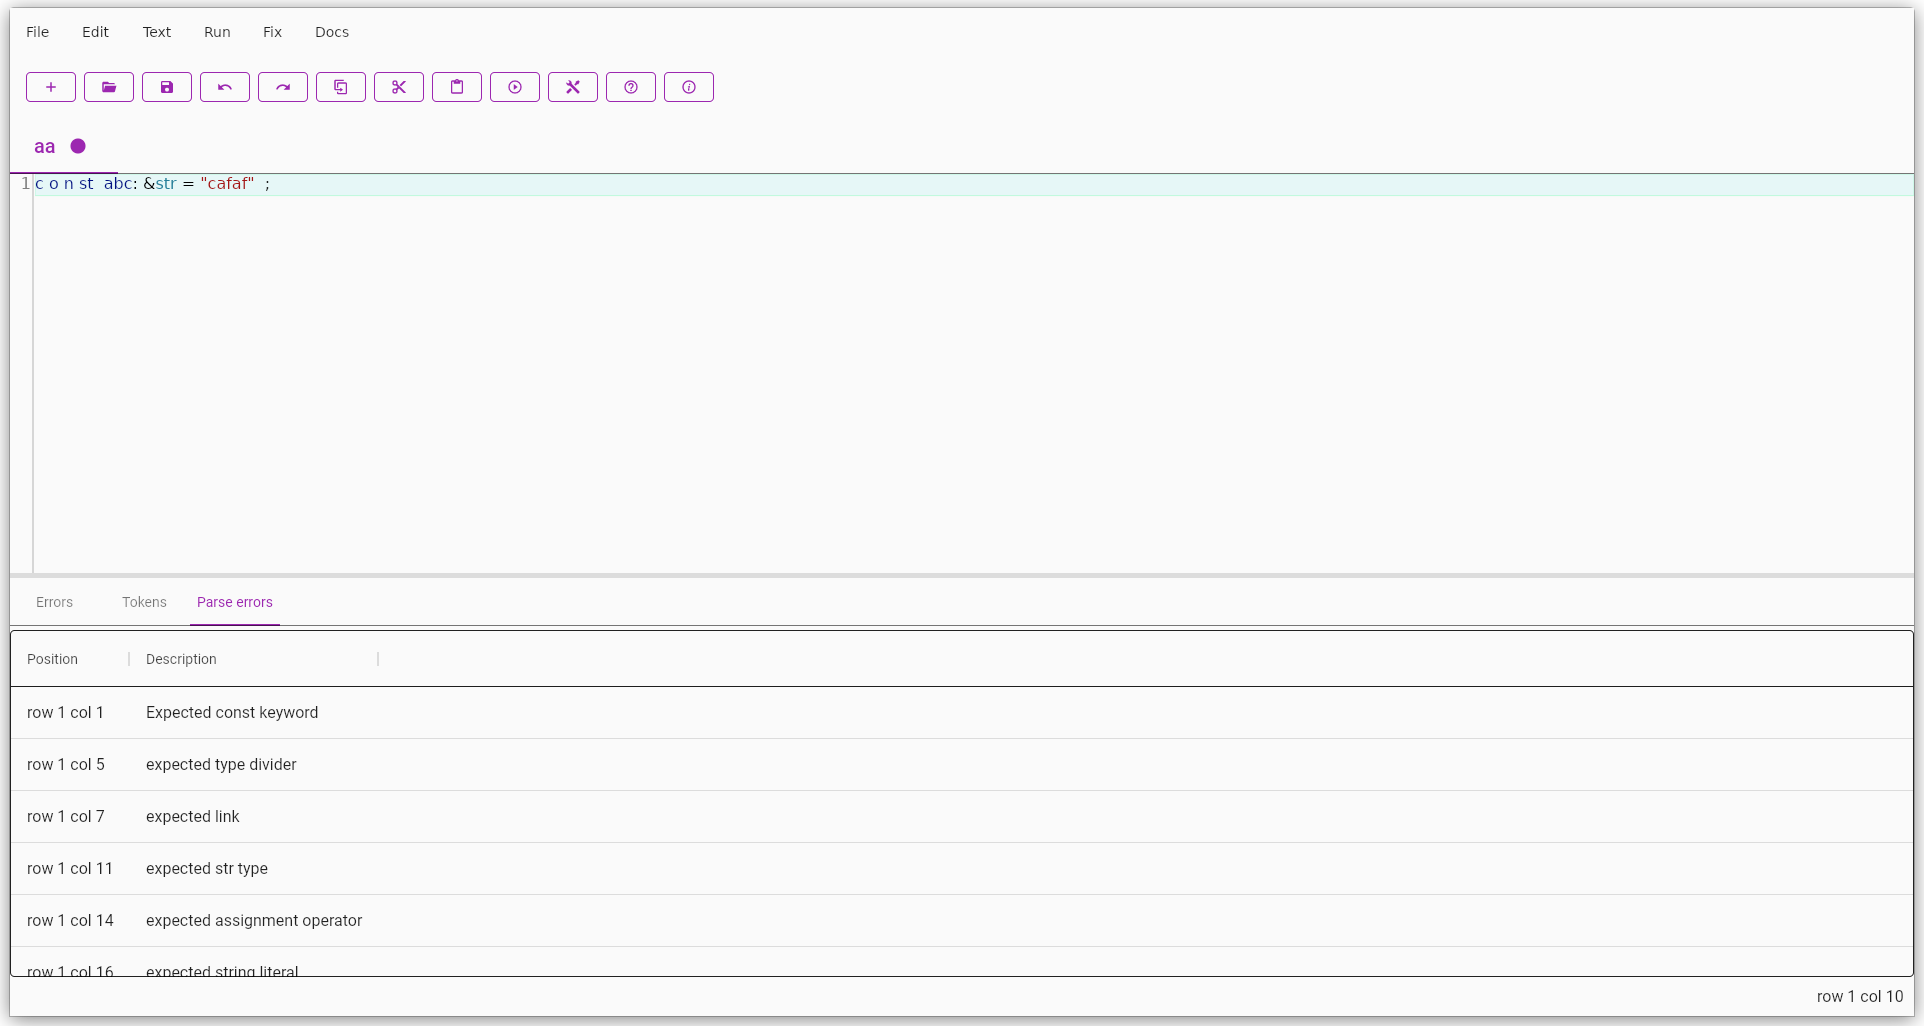 File Edit Text Run Fix Docs
aa
1 c o n st  abc: &str = "cafaf"  ;
Errors Tokens Parse errors
Position Description
row 1 col 1 Expected const keyword
row 1 col 5 expected type divider
row 1 col 7 expected link
row 1 col 11 expected str type
row 1 col 14 expected assignment operator
row 1 col 16 expected string literal
row 1 col 10